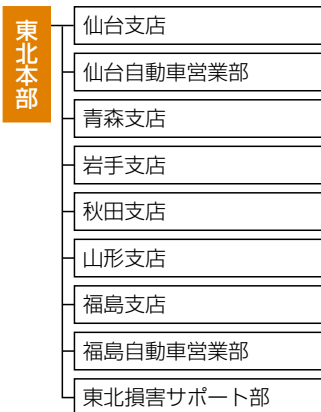 東北本部
仙台支店
仙台自動車営業部
青森支店
岩手支店
秋田支店
山形支店
福島支店
福島自動車営業部
東北損害サポート部